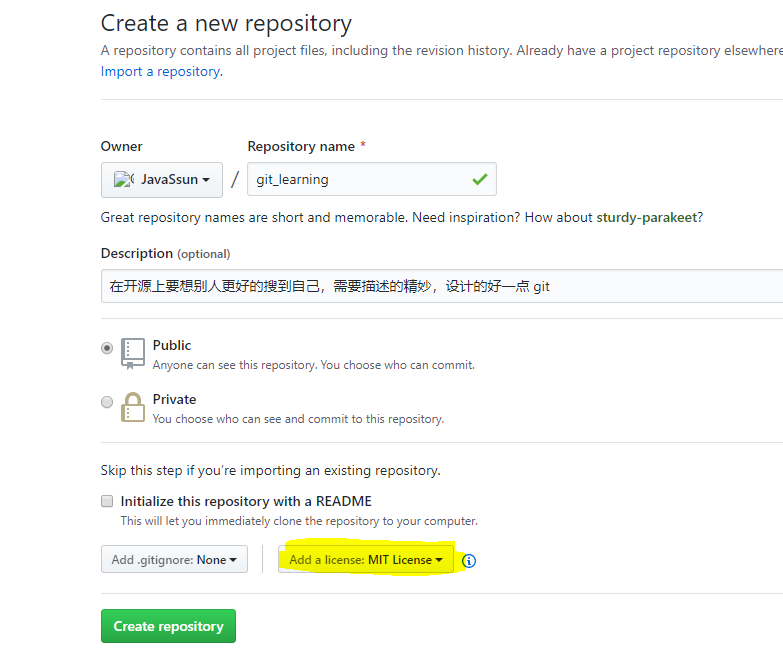 Create a new repository
A repository contains all project files, including the revision history. Already have a project repository elsewhere
Import a repository.
Owner Repository name *
JavaSsun / git_learning
Great repository names are short and memorable. Need inspiration? How about sturdy-parakeet?
Description (optional)
在开源上要想别人更好的搜到自己，需要描述的精妙，设计的好一点 git
Public
Anyone can see this repository. You choose who can commit.
Private
You choose who can see and commit to this repository.
Skip this step if you're importing an existing repository.
Initialize this repository with a README
This will let you immediately clone the repository to your computer.
Add .gitignore: None Add a license: MIT License
Create repository